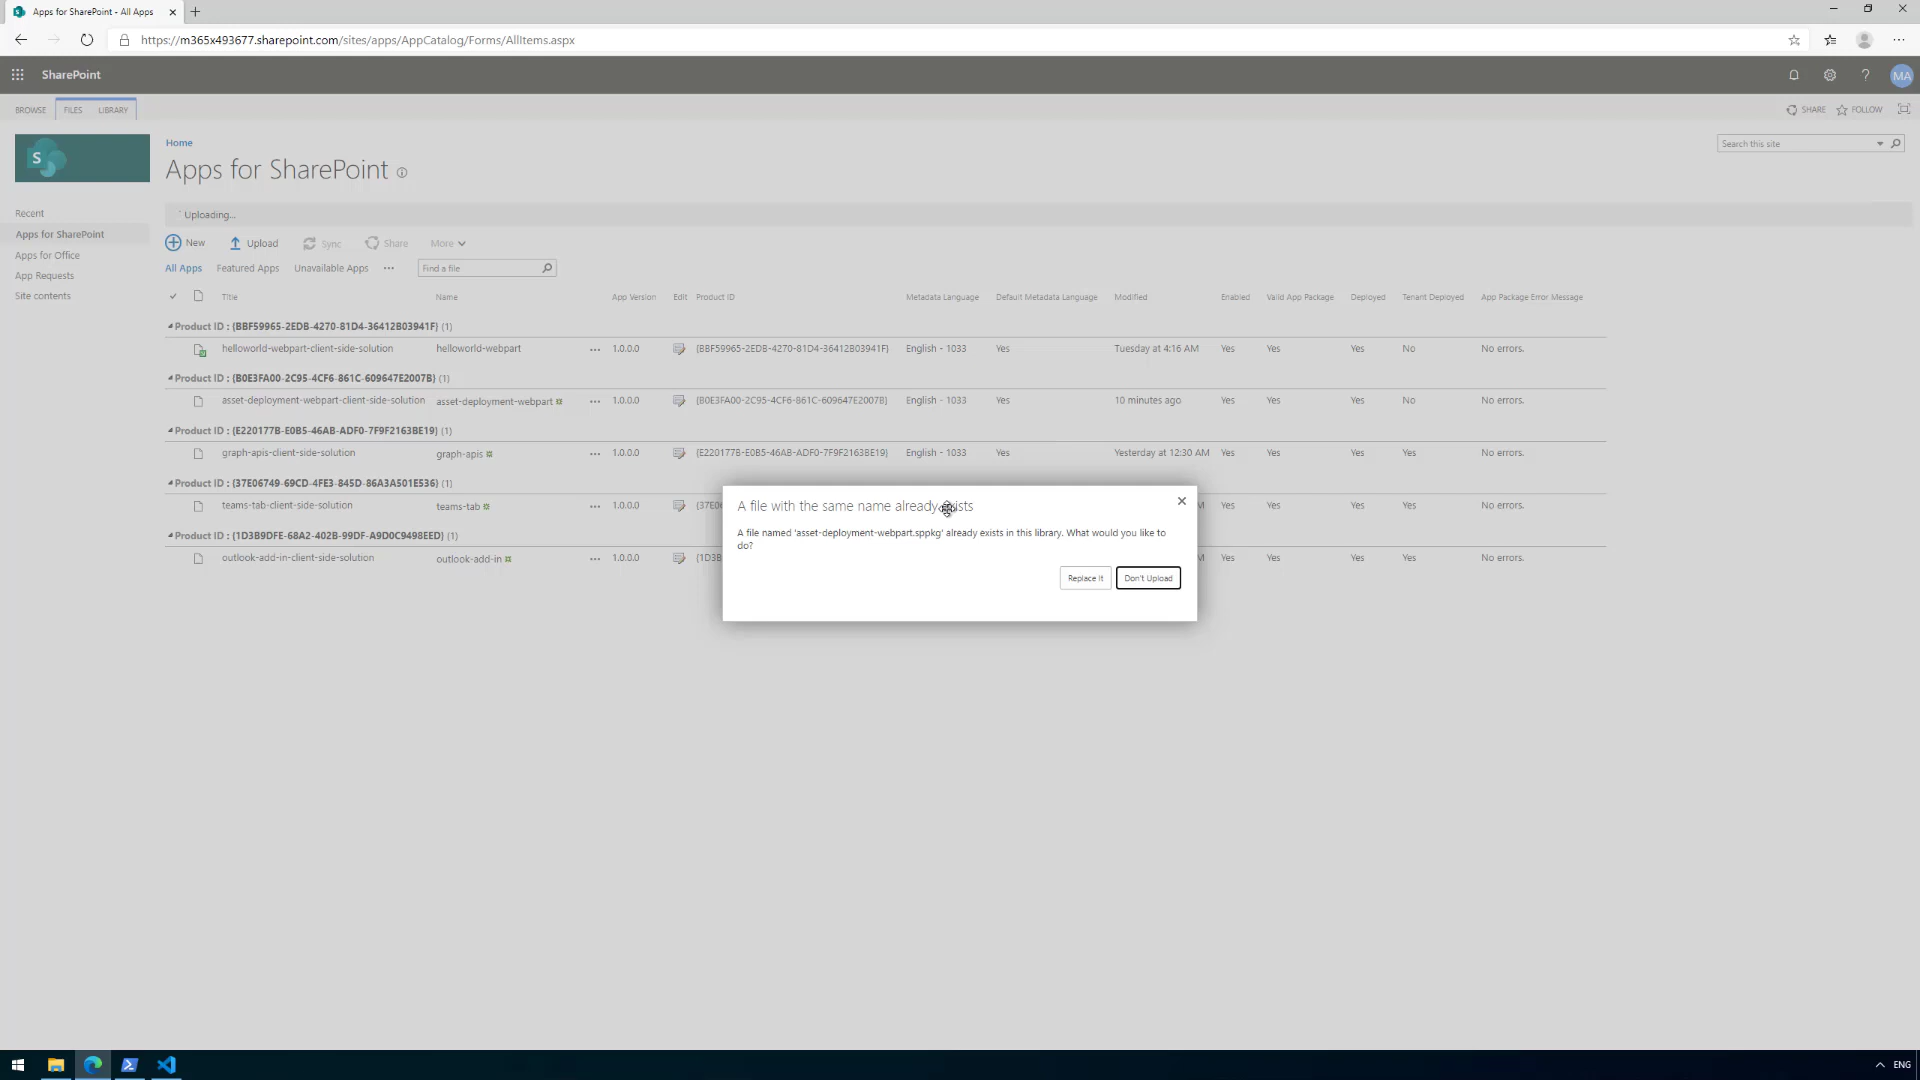 Apps for SharePoint - All Apps
https://m365x493677.sharepoint.com/sites/apps/AppCatalog/Forms/AllItems.aspx
SharePoint
MA
BROWSE FILES LIBRARY
SHARE FOLLOW
S
Home
Apps for SharePoint
Search this site
Recent
Apps for SharePoint
Apps for Office
App Requests
Site contents
Uploading...
New Upload Sync Share More
All Apps Featured Apps Unavailable Apps ... Find a file
Title Name App Version Edit Product ID Metadata Language Default Metadata Language Modified Enabled Valid App Package Deployed Tenant Deployed App Package Error Message
Product ID : {BBF59965-2EDB-4270-81D4-36412B03941F} (1)
helloworld-webpart-client-side-solution helloworld-webpart ... 1.0.0.0 {BBF59965-2EDB-4270-81D4-36412B03941F} English - 1033 Yes Tuesday at 4:16 AM Yes Yes Yes No No errors.
Product ID : {B0E3FA00-2C95-4CF6-861C-609647E2007B} (1)
asset-deployment-webpart-client-side-solution asset-deployment-webpart ... 1.0.0.0 {B0E3FA00-2C95-4CF6-861C-609647E2007B} English - 1033 Yes 10 minutes ago Yes Yes Yes No No errors.
Product ID : {E220177B-E0B5-46AB-ADF0-7F9F2163BE19} (1)
graph-apis-client-side-solution graph-apis ... 1.0.0.0 {E220177B-E0B5-46AB-ADF0-7F9F2163BE19} English - 1033 Yes Yesterday at 12:30 AM Yes Yes Yes Yes No errors.
Product ID : {37E06749-69CD-4FE3-845D-86A3A501E536} (1)
teams-tab-client-side-solution teams-tab ... 1.0.0.0 {37E0 M Yes Yes Yes Yes No errors.
Product ID : {1D3B9DFE-68A2-402B-99DF-A9D0C9498EED} (1)
outlook-add-in-client-side-solution outlook-add-in ... 1.0.0.0 {1D3B M Yes Yes Yes Yes No errors.
A file with the same name already exists
A file named 'asset-deployment-webpart.sppkg' already exists in this library. What would you like to
do?
Replace It Don't Upload
ENG